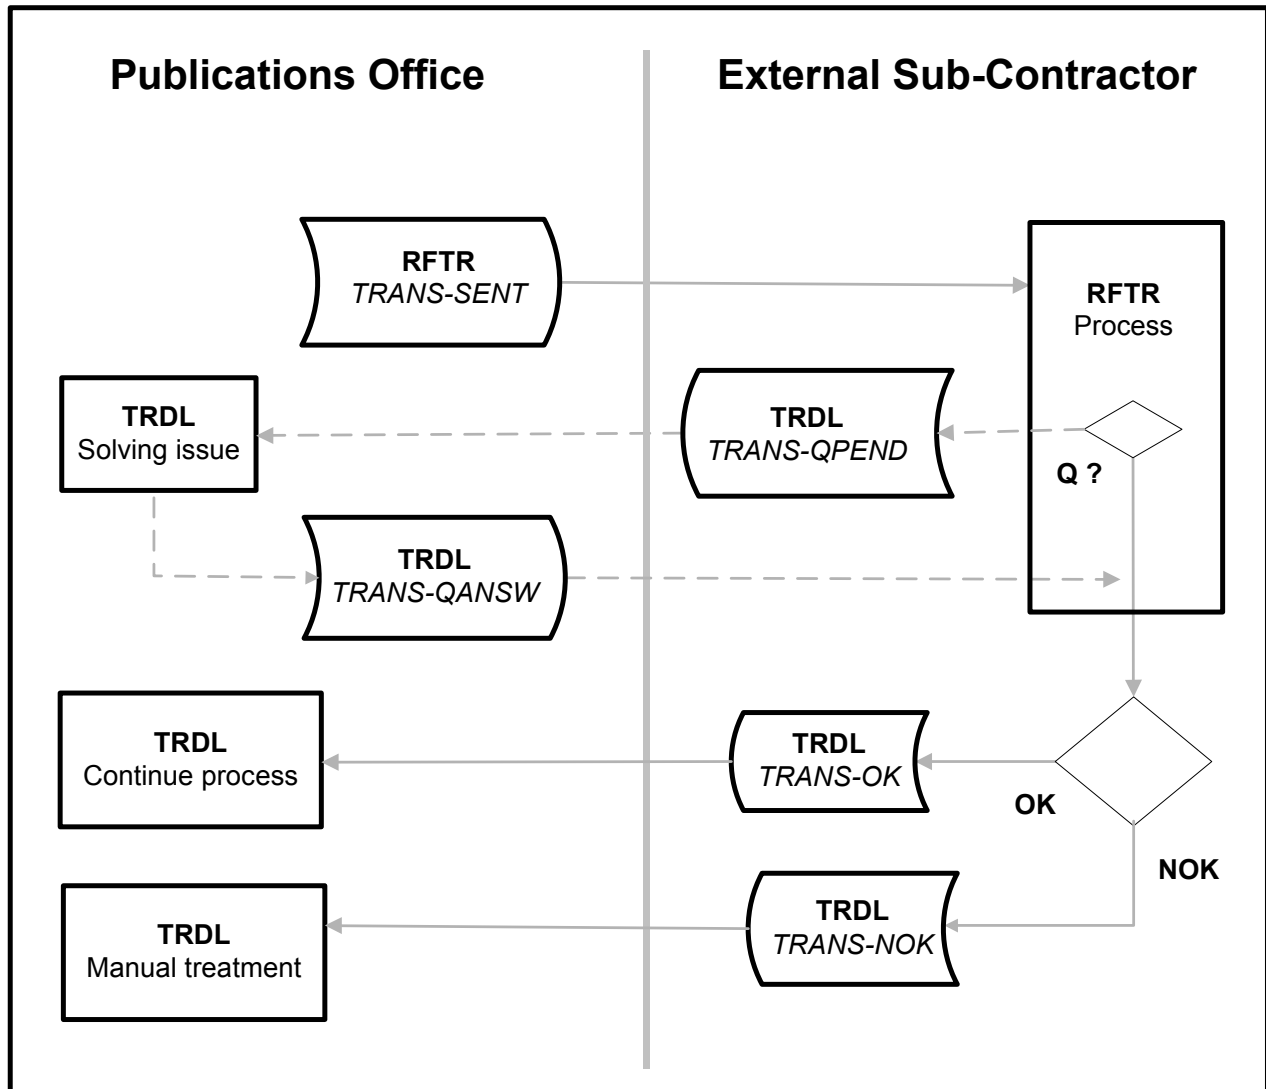 Publications Office
External Sub-Contractor
RFTR
TRANS-SENT
RFTR
Process
TRDL
Solving issue
TRDL
TRANS-QPEND
Q ?
TRDL
TRANS-QANSW
TRDL
Continue process
TRDL
TRANS-OK
OK
NOK
TRDL
Manual treatment
TRDL
TRANS-NOK